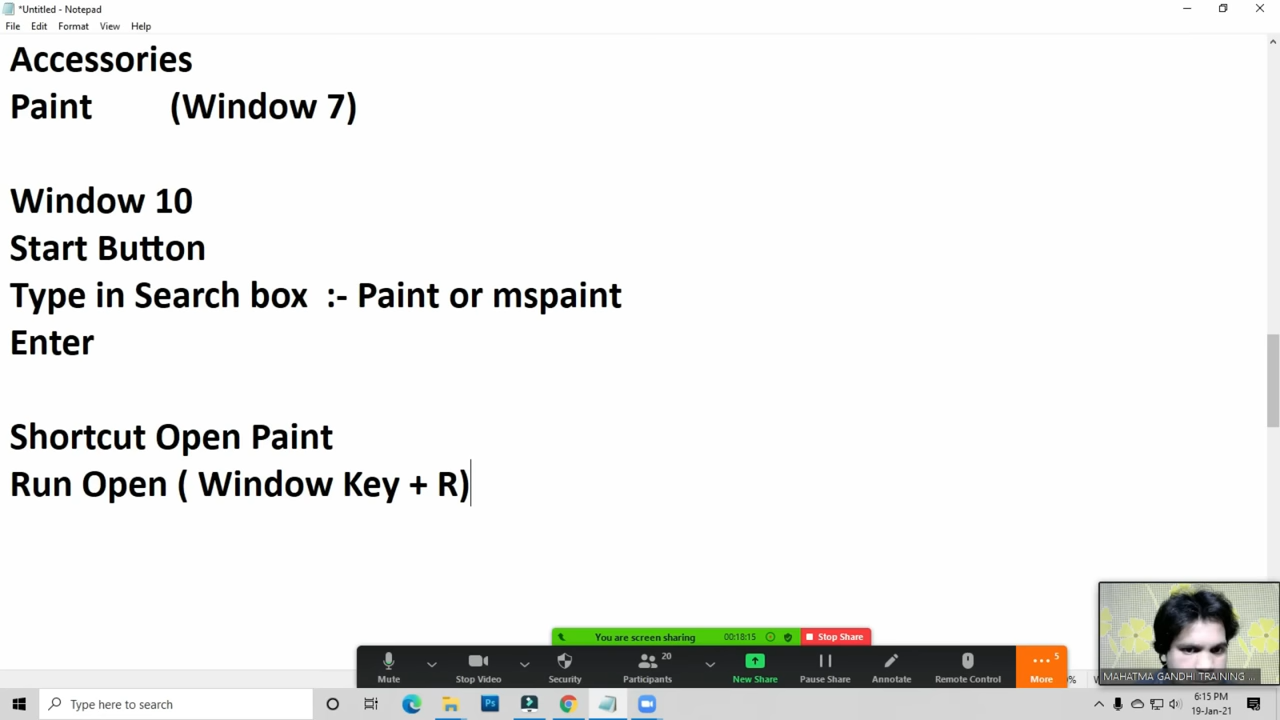 *Untitled - Notepad
File Edit Format View Help
Accessories
Paint (Window 7)
Window 10
Start Button
Type in Search box :- Paint or mspaint
Enter
Shortcut Open Paint
Run Open ( Window Key + R)
You are screen sharing 00:18:15 Stop Share
20
5
Mute Stop Video Security Participants New Share Pause Share Annotate Remote Control More
MAHATMA GANDHI TRAINING ...
Type here to search
6:15 PM
19-Jan-21